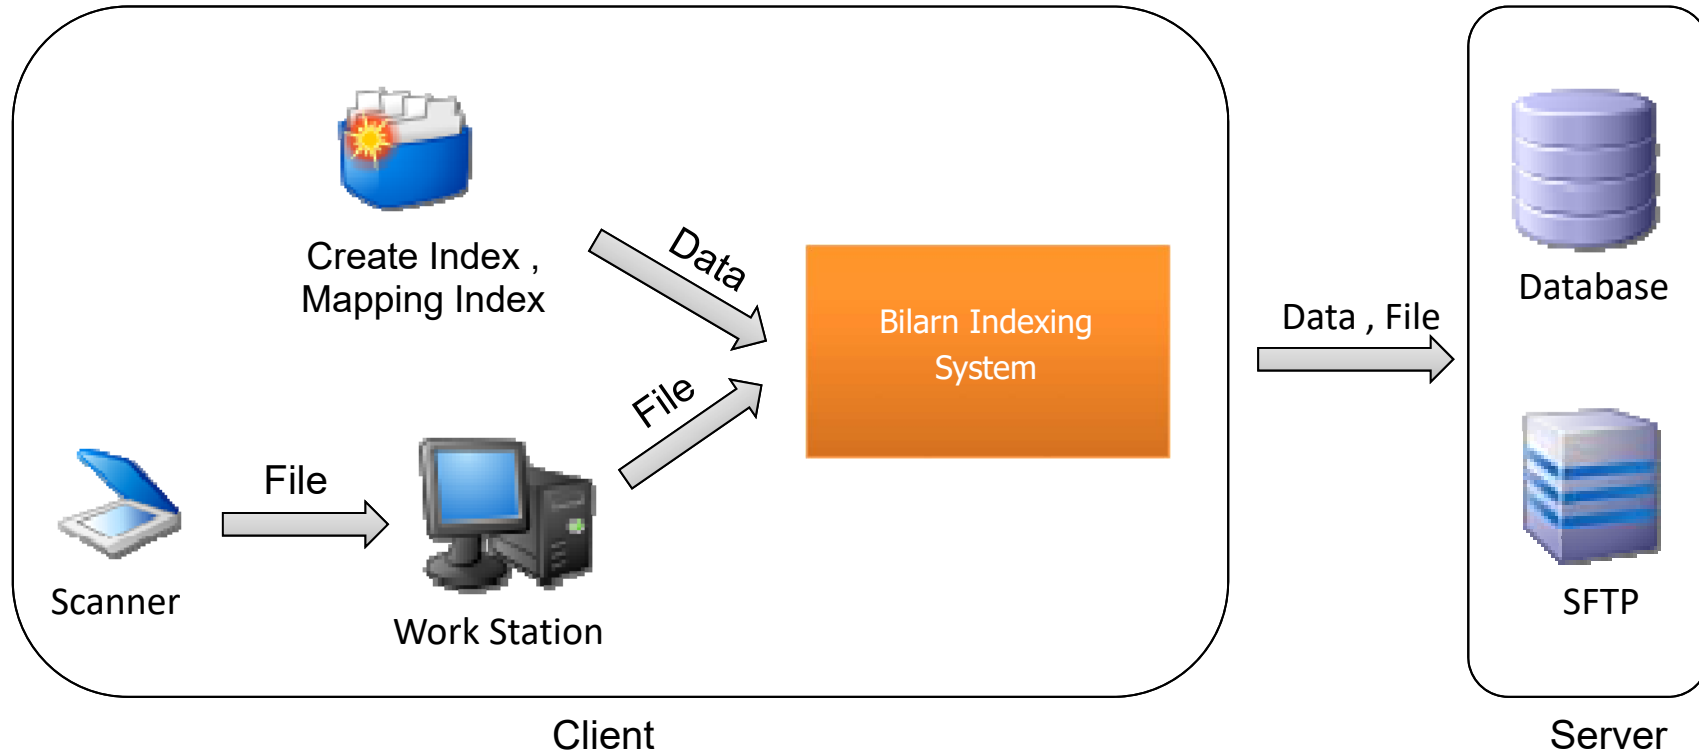 Create Index ,
Mapping Index
Data
Bilarn Indexing
System
File
File
Scanner
Work Station
Client
Data , File
Database
SFTP
Server